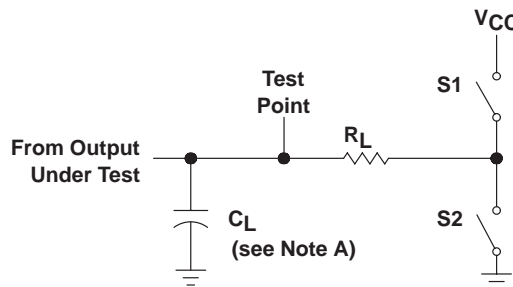 VCC
Test
Point
S1
RL
From Output
Under Test
CL
(see Note A)
S2